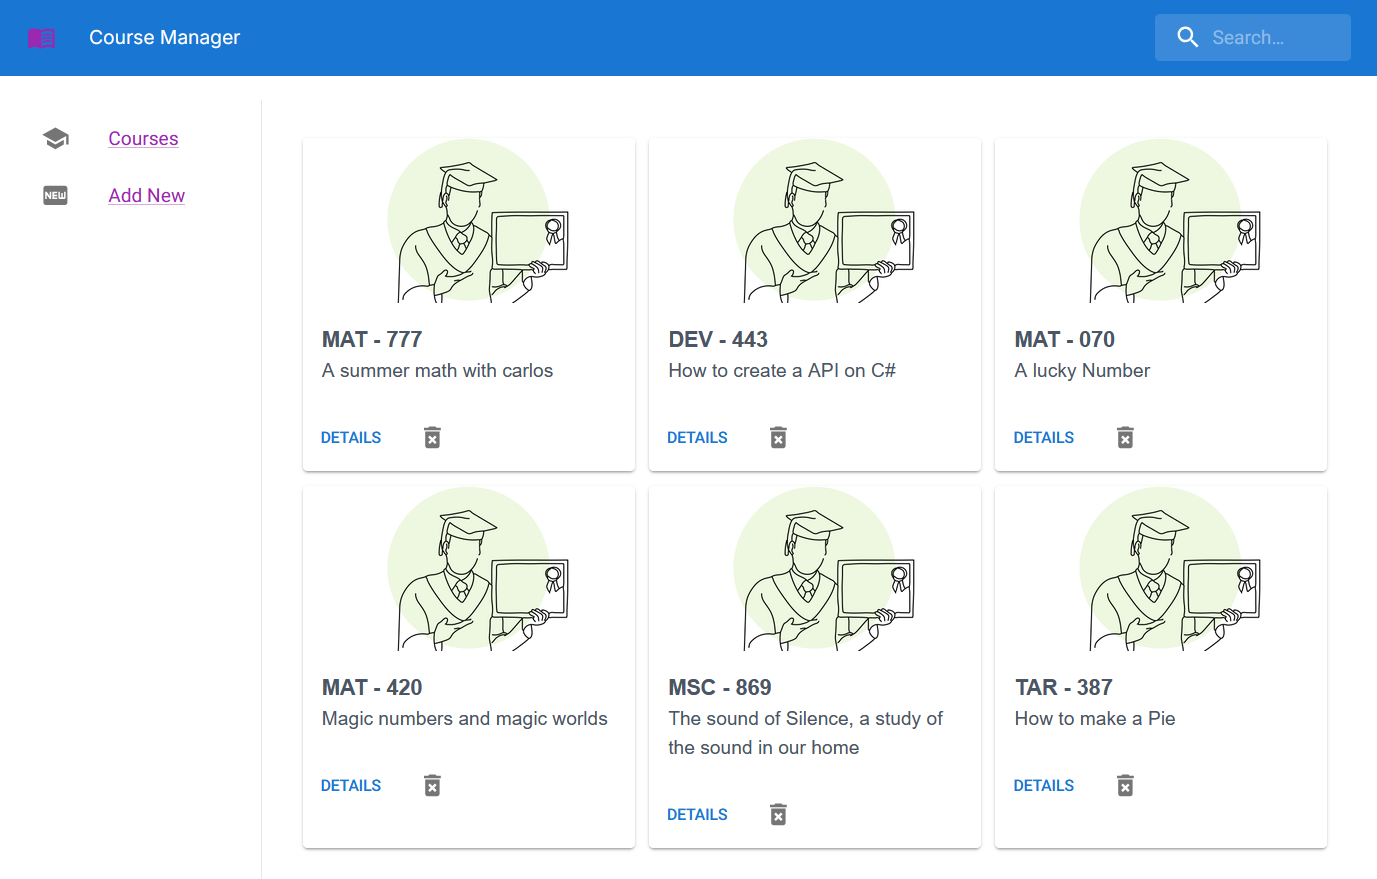 Course Manager
Search...
Courses
NEW
Add New
MAT - 777
A summer math with carlos
DETAILS
DEV - 443
How to create a API on C#
DETAILS
MAT - 070
A lucky Number
DETAILS
MAT - 420
Magic numbers and magic worlds
DETAILS
MSC - 869
The sound of Silence, a study of
the sound in our home
DETAILS
TAR - 387
How to make a Pie
DETAILS